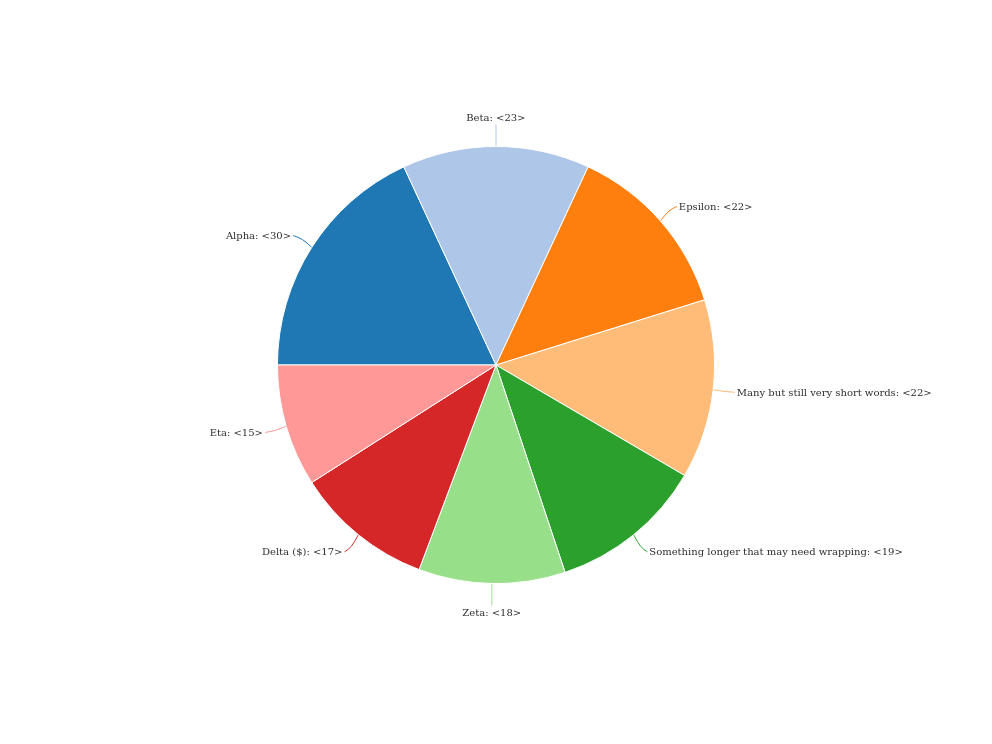 Beta: <23>
Epsilon: <22>
Alpha: <30>
Many but still very short words: <22>
Eta: <15>
Delta ($): <17>
Something longer that may need wrapping: <19>
Zeta: <18>